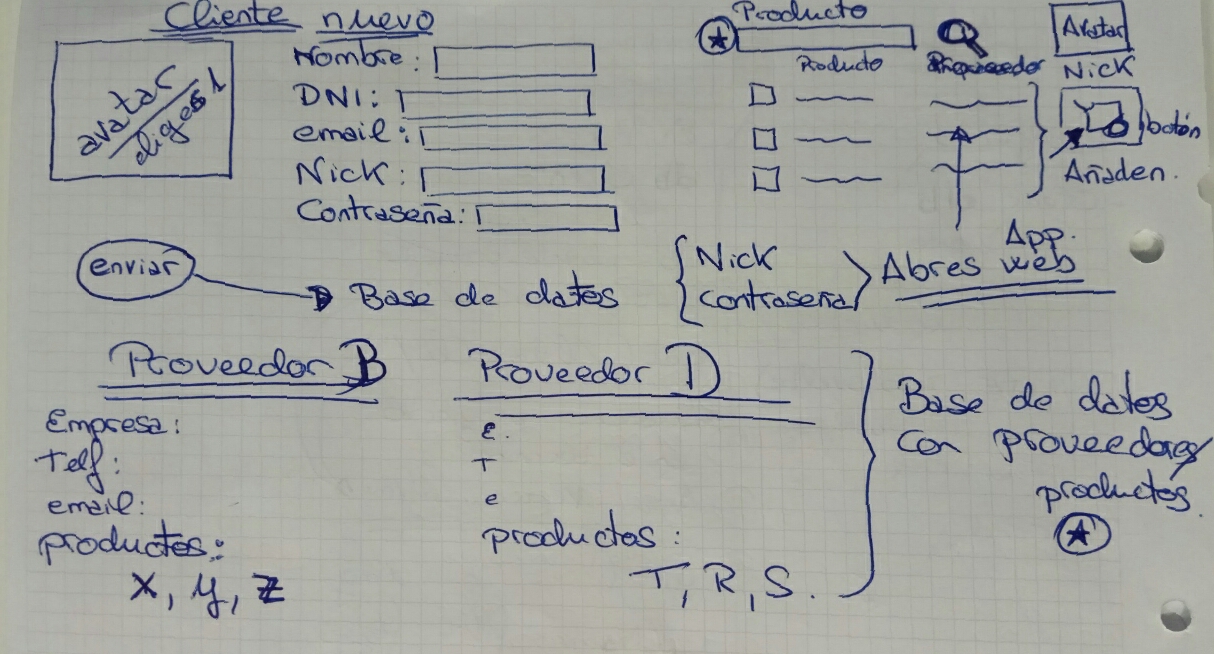 Cliente nuevo
avatar
eliges 1
Nombre:
DNI:
email:
Nick:
Contraseña:
enviar
Base de datos
Producto
Producto
Proveedor
Avatar
Nick
botón
Añaden.
Nick
contraseña
App.
Abres web
Proveedor B
Empresa:
Telf:
email:
productos:
X, y, z
Proveedor D
E.
T
e
productos:
T, R, S.
Base de datos
con proveedores/
productos.